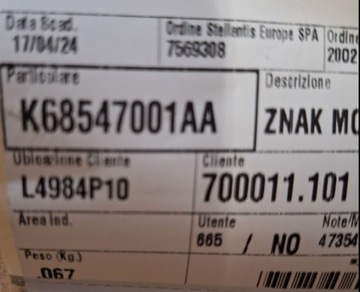 Data Scad. Ordine Stellantis Europe SPA Ordine
17/04/24 7569308 2002
Particolare Descrizione
K68547001AA ZNAK MO
Ubicazione Cliente Cliente
L4984P10 700011.101
Area Ind. Utente Note/M
665 / NO 47354
Peso (Kg.)
.067